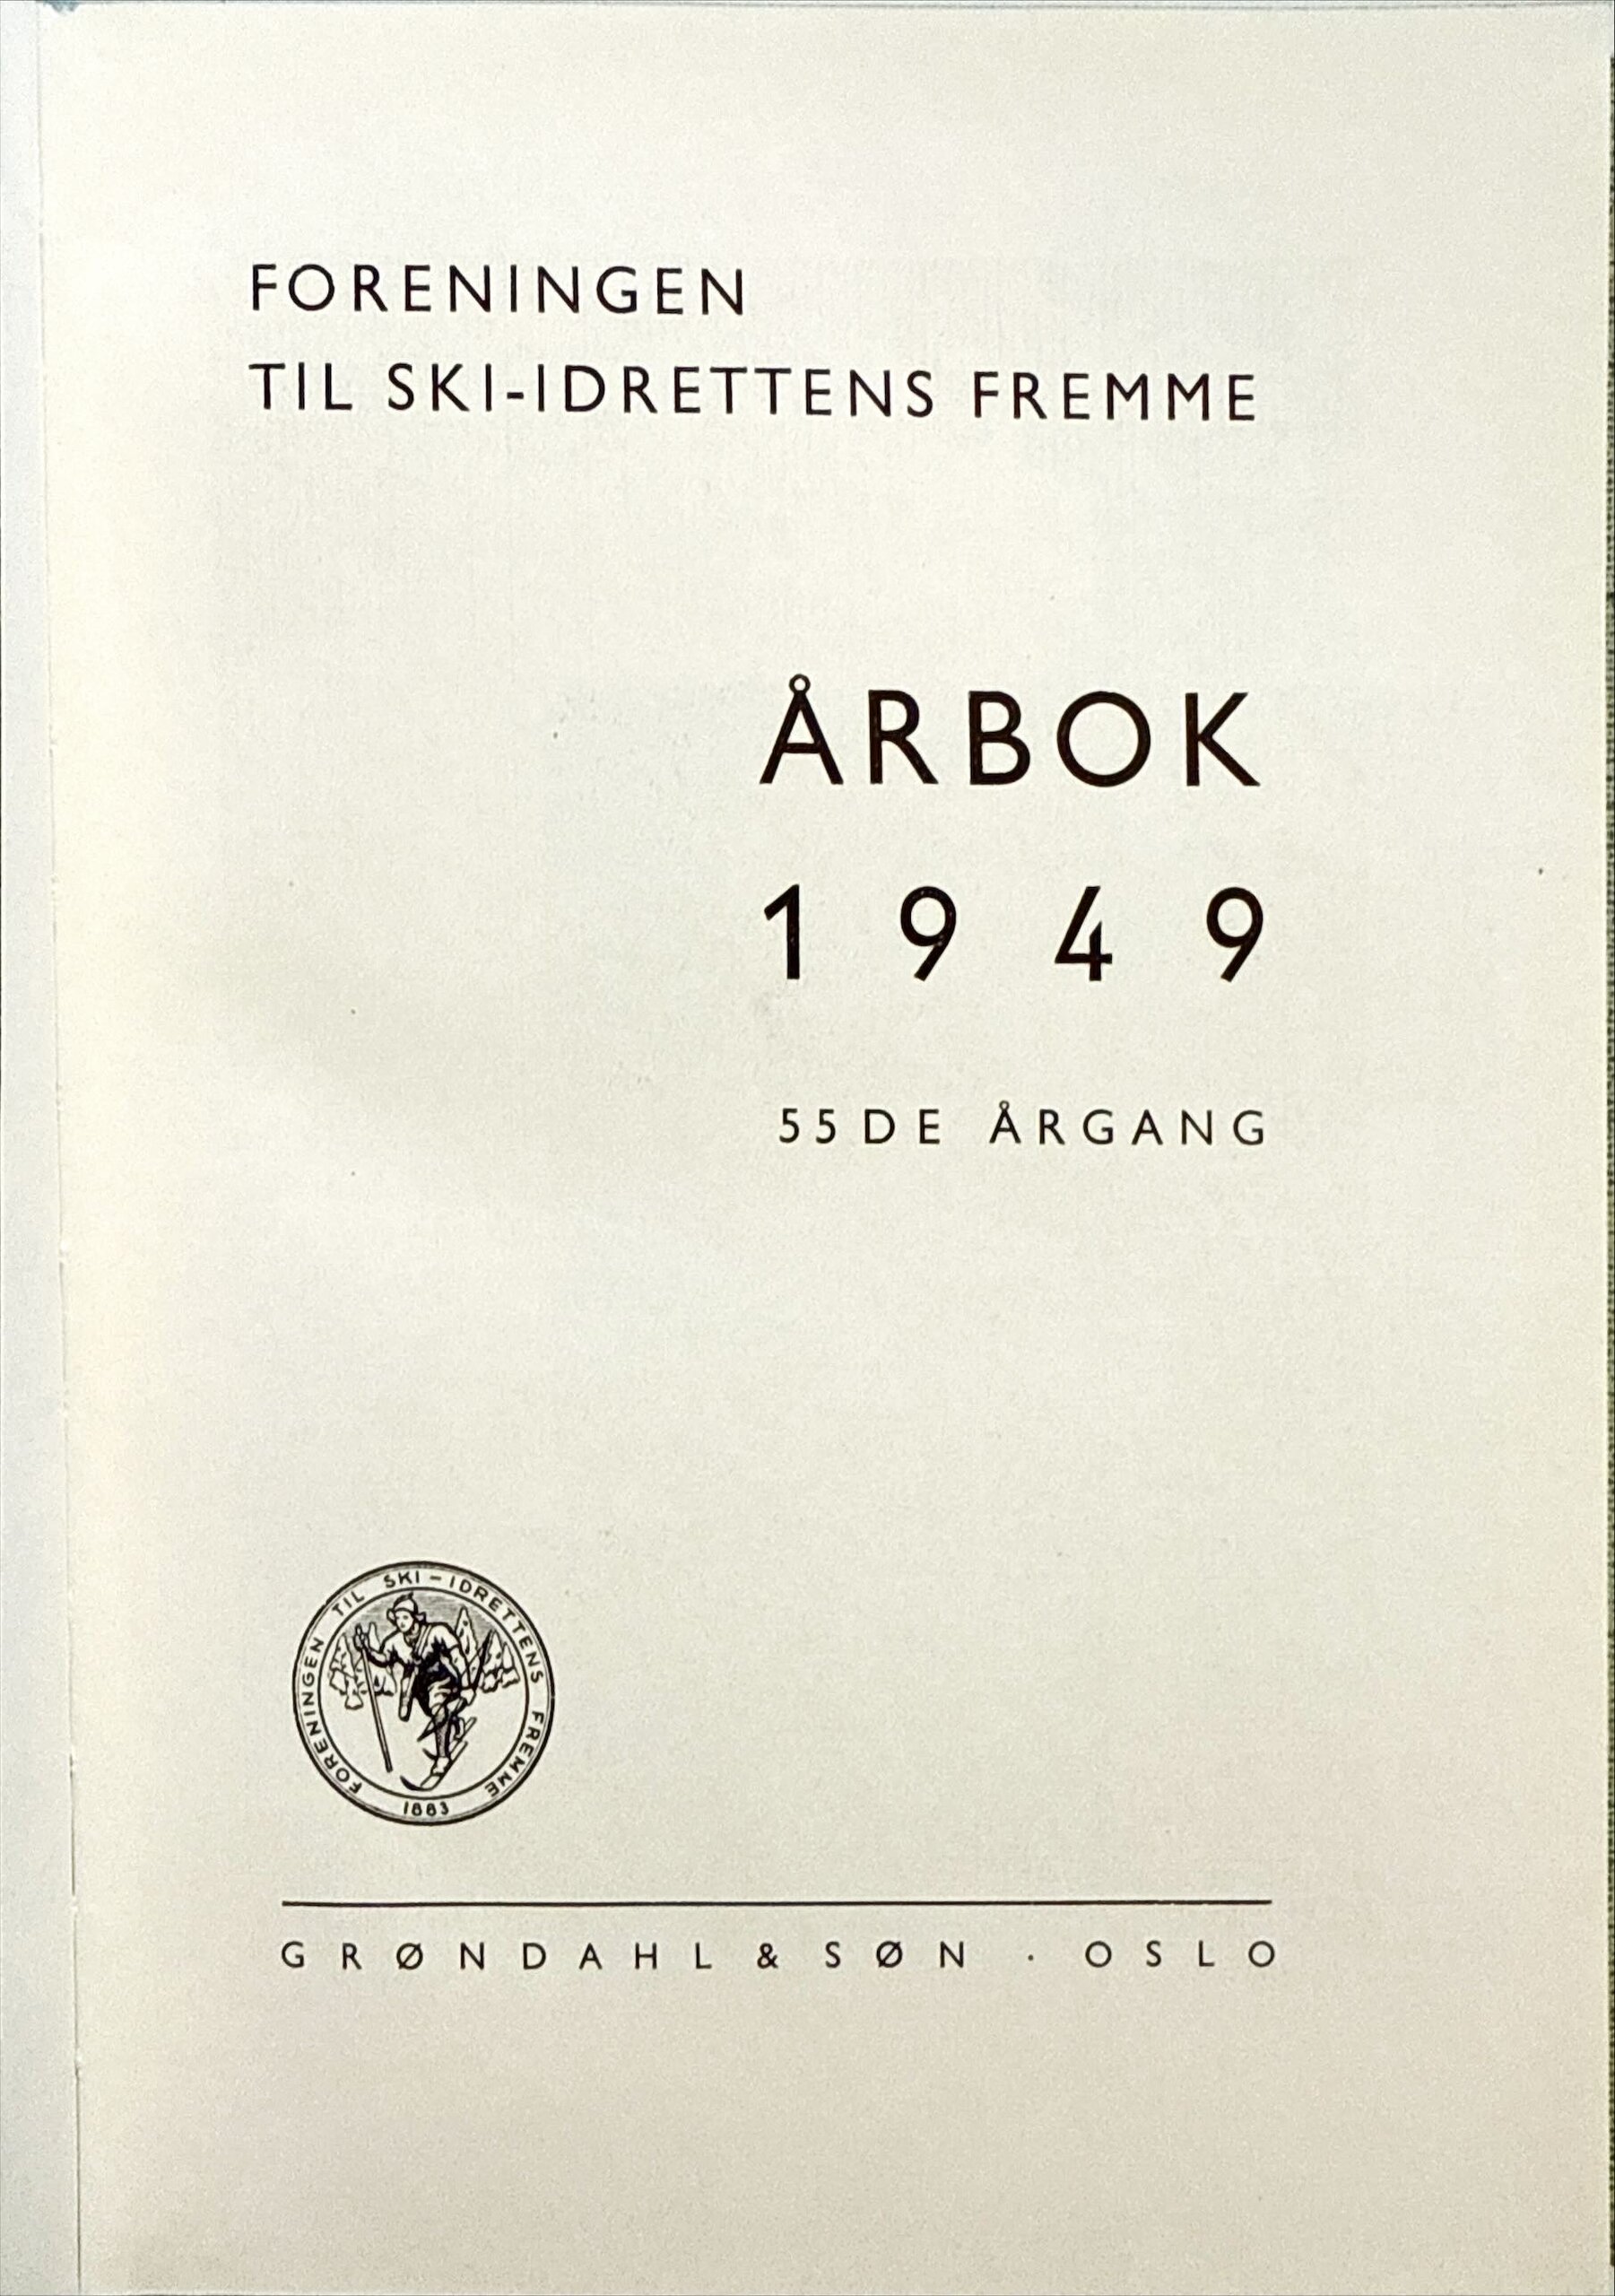 FORENINGEN
TIL SKI-IDRETTENS FREMME
ÅRBOK
1949
55DE ÅRGANG
FORENINGEN TIL SKI-IDRETTENS FREMME
1883
GRØNDAHL & SØN · OSLO